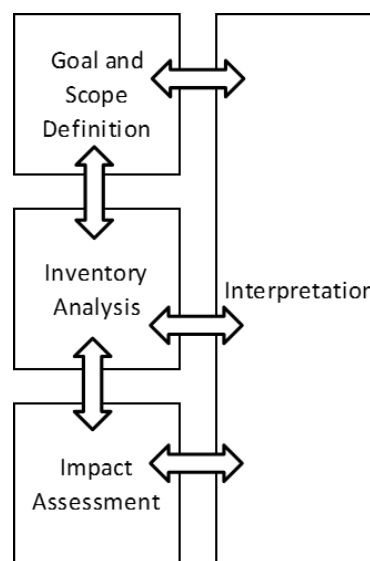 Goal and
Scope
Definition
Inventory
Analysis
Interpretation
Impact
Assessment